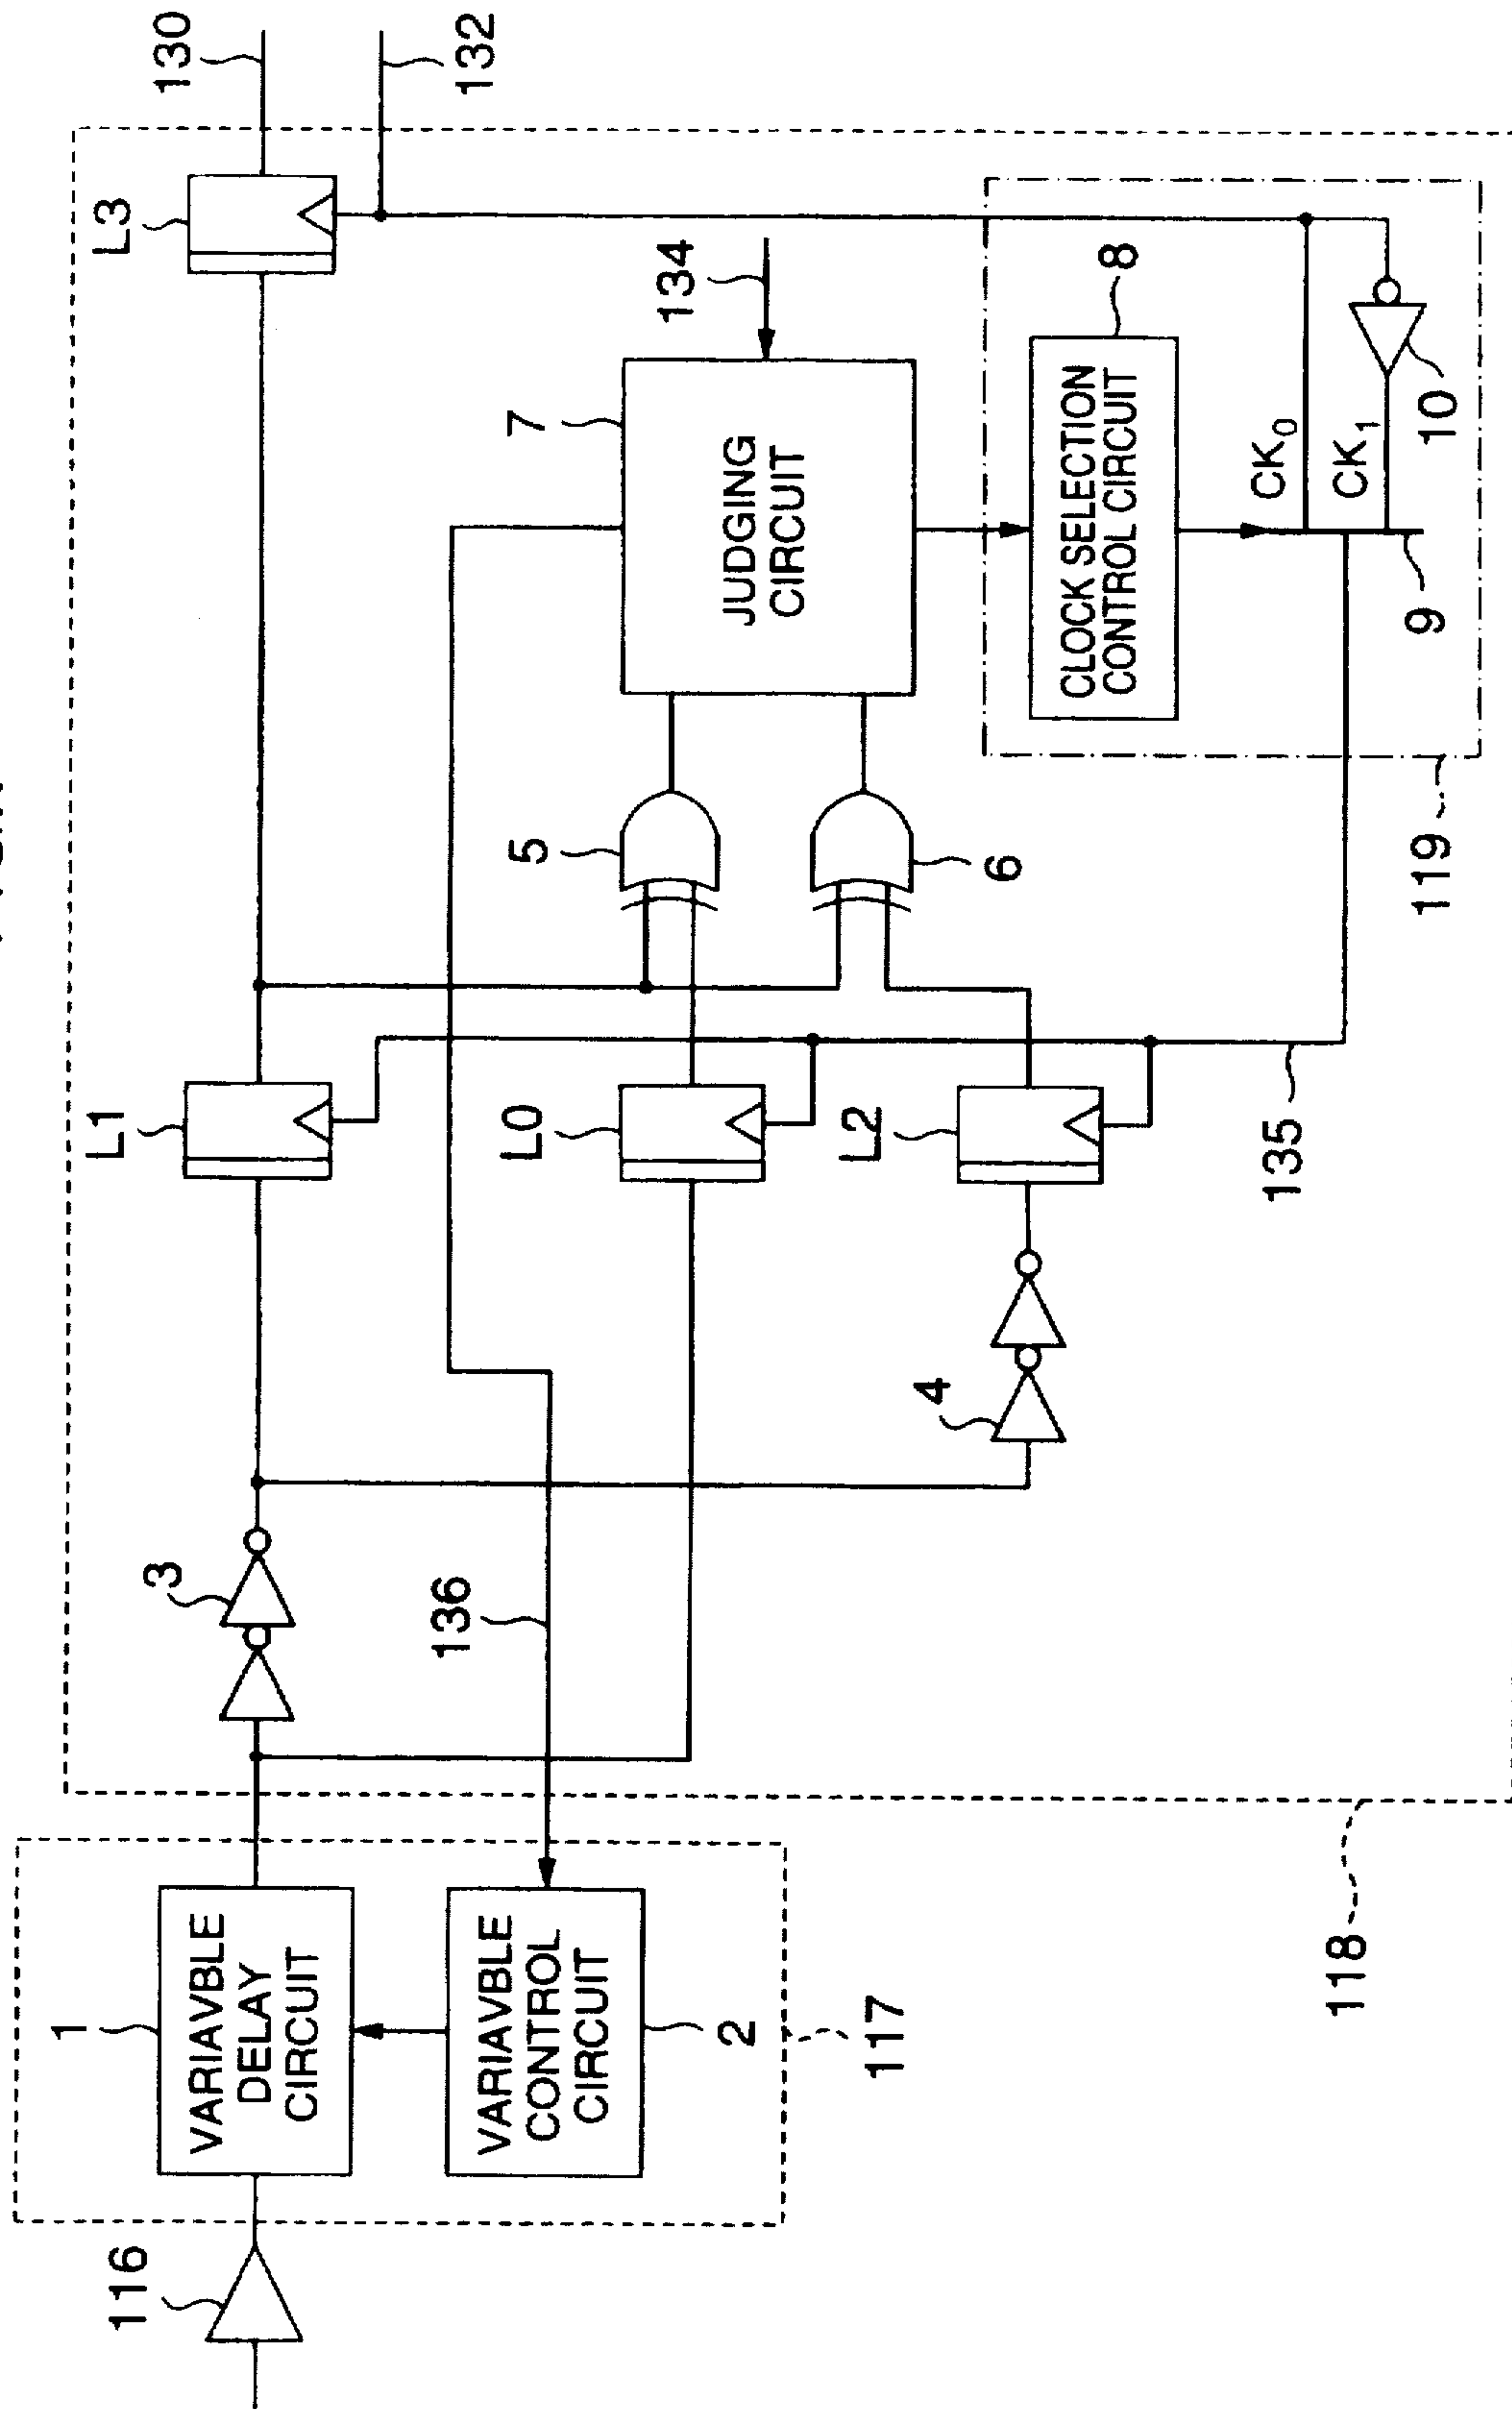 116
1
VARIAVBLE
DELAY
CIRCUIT
VARIAVBLE
CONTROL
CIRCUIT
2
117
118
3
136
4
L1
L0
L2
135
5
6
7
JUDGING
CIRCUIT
134
8
CLOCK SELECTION
CONTROL CIRCUIT
CK0
CK1
9
10
119
L3
130
132